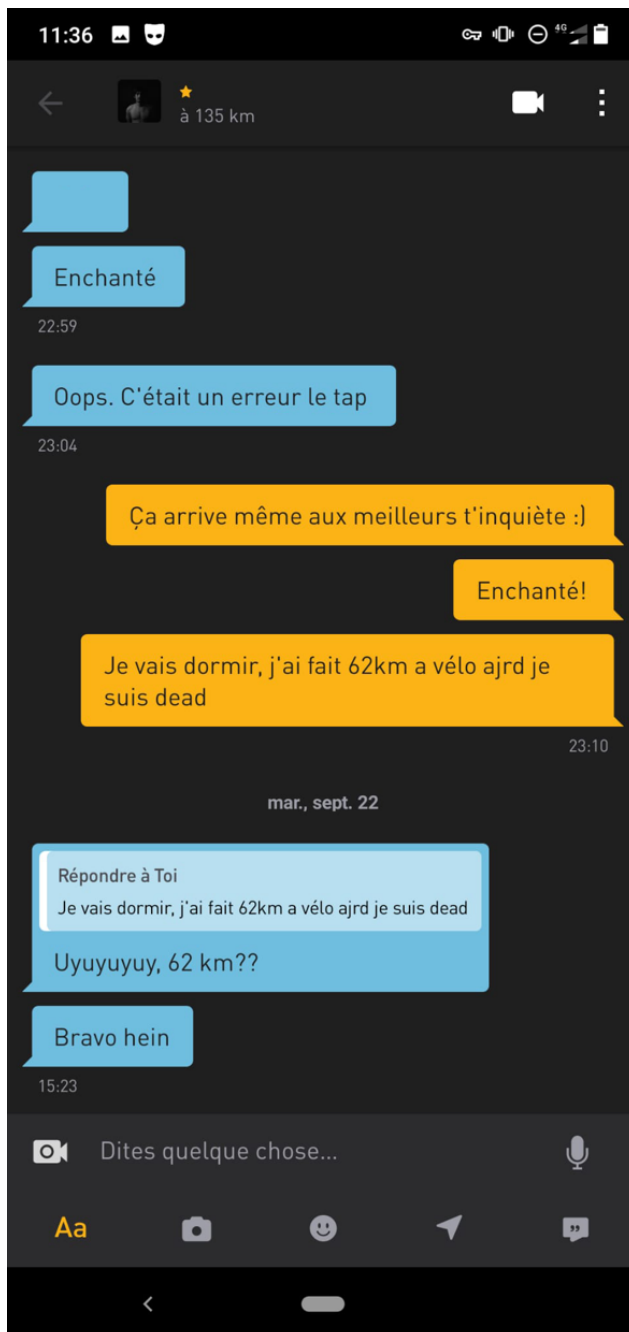 11:36
4G
à 135 km
Enchanté
22:59
Oops. C'était un erreur le tap
23:04
Ça arrive même aux meilleurs t'inquiète :)
Enchanté!
Je vais dormir, j'ai fait 62km a vélo ajrd je
suis dead
23:10
mar., sept. 22
Répondre à Toi
Je vais dormir, j'ai fait 62km a vélo ajrd je suis dead
Uyuyuyuy, 62 km??
Bravo hein
15:23
Dites quelque chose...
Aa